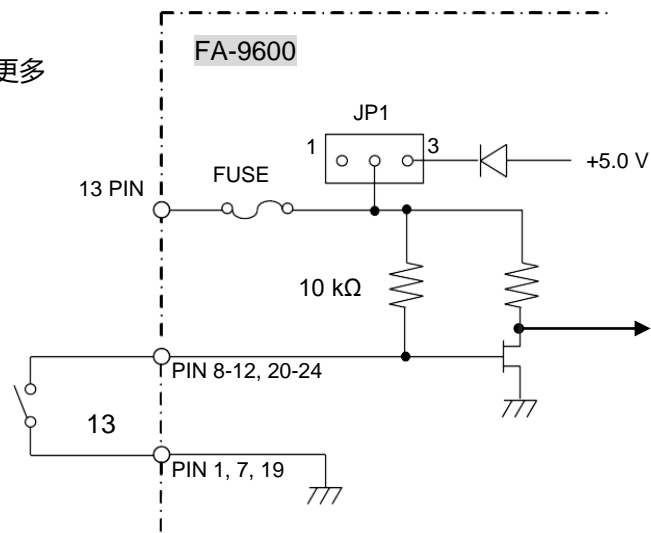 更多
FA-9600
JP1
1
3
+5.0 V
FUSE
13 PIN
10 kΩ
PIN 8-12, 20-24
13
PIN 1, 7, 19